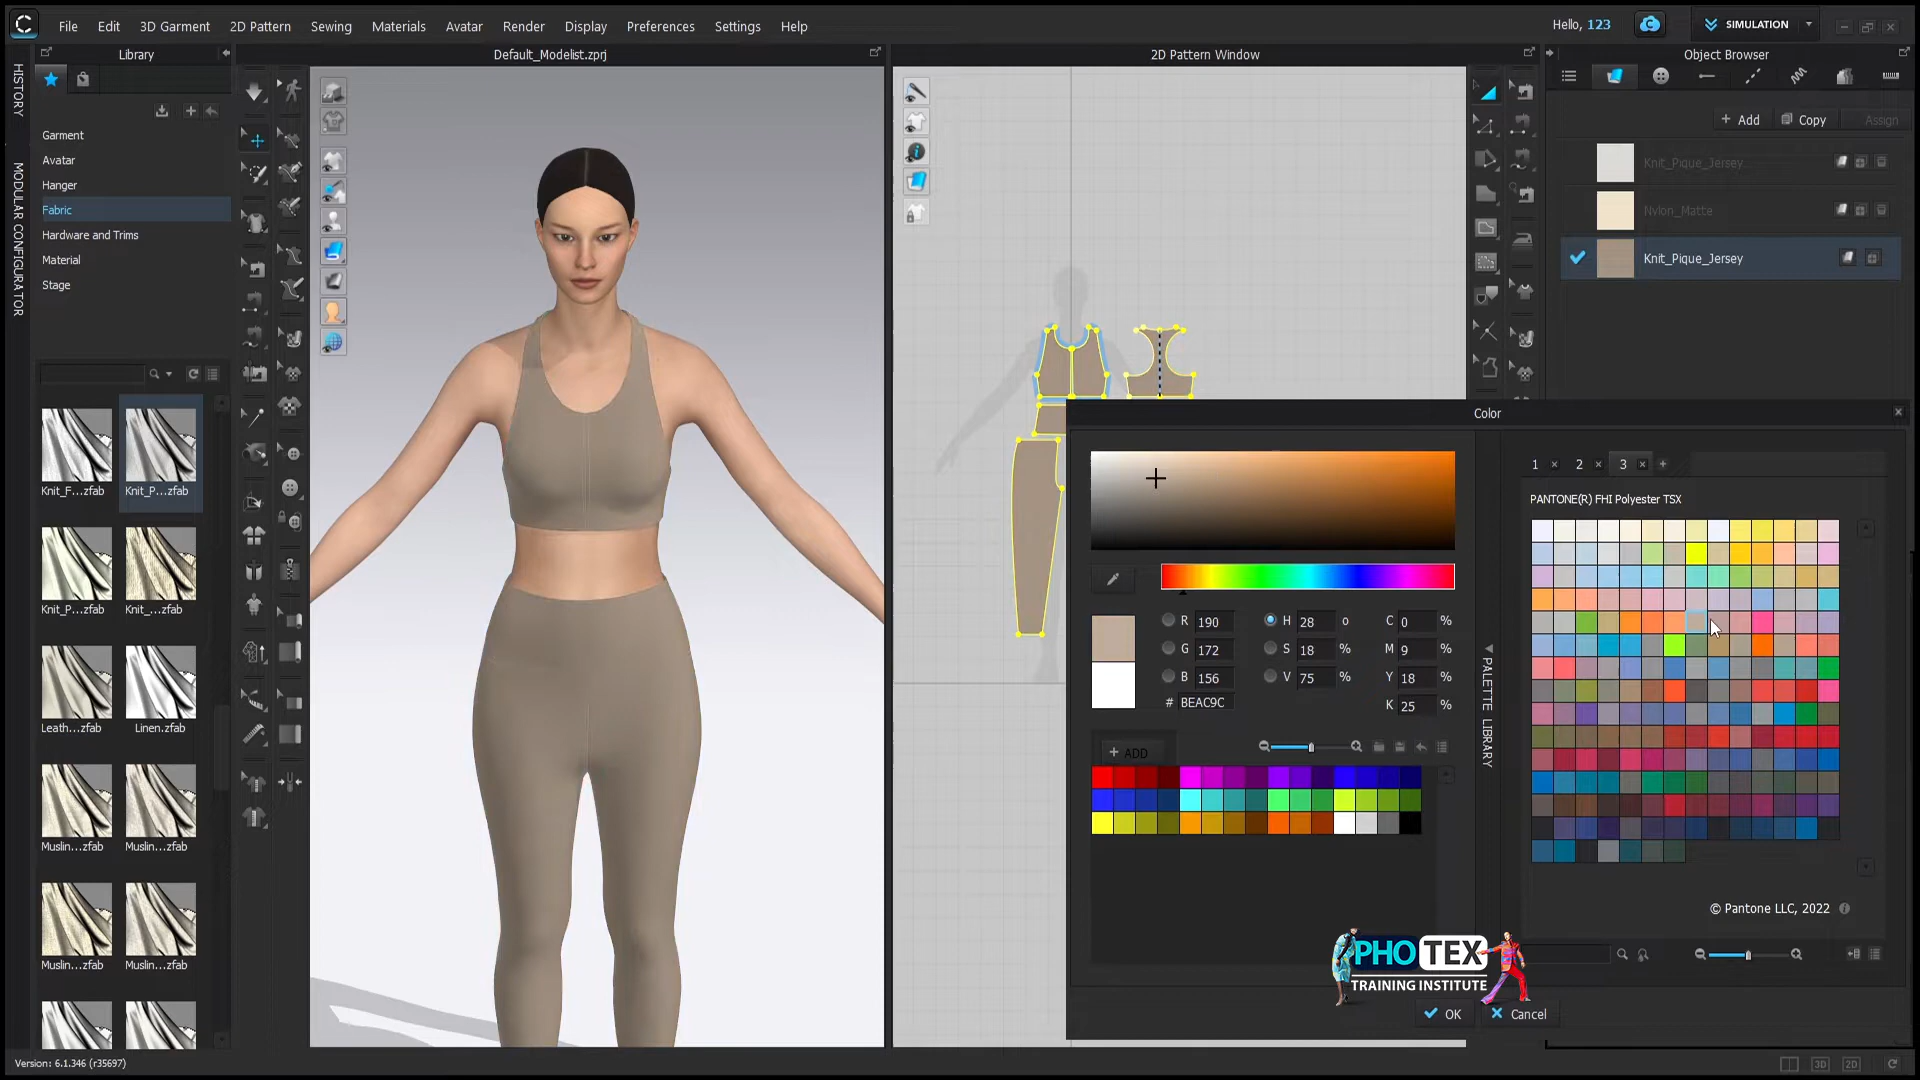 File Edit 3D Garment 2D Pattern Sewing Materials Avatar Render Display Preferences Settings Help
Hello, 123
SIMULATION
HISTORY
MODULAR CONFIGURATOR
Library
Default_Modelist.zprj
2D Pattern Window
Object Browser
Garment
Avatar
Hanger
Fabric
Hardware and Trims
Material
Stage
Knit_F...zfab
Knit_P...zfab
Knit_P...zfab
Knit_...zfab
Leath...zfab
Linen.zfab
Muslin...zfab
Muslin...zfab
Muslin...zfab
Muslin...zfab
+ Add
Copy
Assign
Knit_Pique_Jersey
Nylon_Matte
Knit_Pique_Jersey
Color
R 190 H 28 o C 0 %
G 172 S 18 % M 9 %
B 156 V 75 % Y 18 %
# BEAC9C K 25 %
+ ADD
PALETTE LIBRARY
1 × 2 × 3 × +
PANTONE(R) FHI Polyester TSX
© Pantone LLC, 2022
PHOTEX
TRAINING INSTITUTE
OK
Cancel
Version: 6.1.346 (r35697)
3D
2D